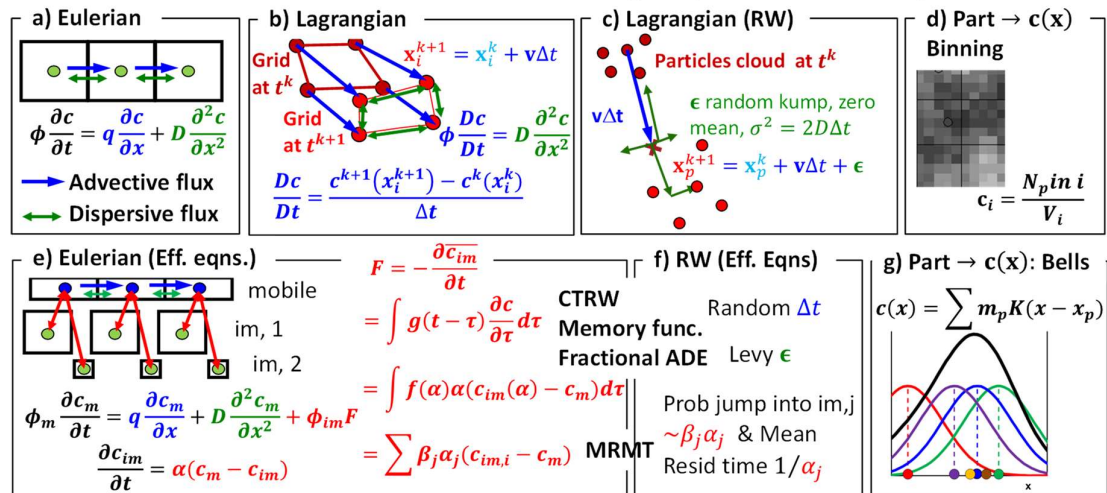 a) Eulerian
ϕ ∂c/∂t = q ∂c/∂x + D ∂²c/∂x²
Advective flux
Dispersive flux
b) Lagrangian
Grid
at t^k
x_i^{k+1} = x_i^k + vΔt
Grid
at t^{k+1}
ϕ Dc/Dt = D ∂²c/∂x²
Dc/Dt = (c^{k+1}(x_i^{k+1}) − c^k(x_i^k))/Δt
c) Lagrangian (RW)
Particles cloud at t^k
vΔt
ϵ random kump, zero
mean, σ² = 2DΔt
x_p^{k+1} = x_p^k + vΔt + ϵ
d) Part → c(x)
Binning
c_i = N_p in i / V_i
e) Eulerian (Eff. eqns.)
mobile
im, 1
im, 2
ϕ_m ∂c_m/∂t = q ∂c_m/∂x + D ∂²c_m/∂x² + ϕ_im F
∂c_im/∂t = α(c_m − c_im)
F = − ∂c̅_im/∂t
= ∫ g(t − τ) ∂c/∂τ dτ
= ∫ f(α)α(c_im(α) − c_m)dτ
= ∑ β_j α_j (c_{im,i} − c_m)
CTRW
Memory func.
Fractional ADE
MRMT
f) RW (Eff. Eqns)
Random Δt
Levy ϵ
Prob jump into im,j
~β_j α_j & Mean
Resid time 1/α_j
g) Part → c(x): Bells
c(x) = ∑ m_p K(x − x_p)
x